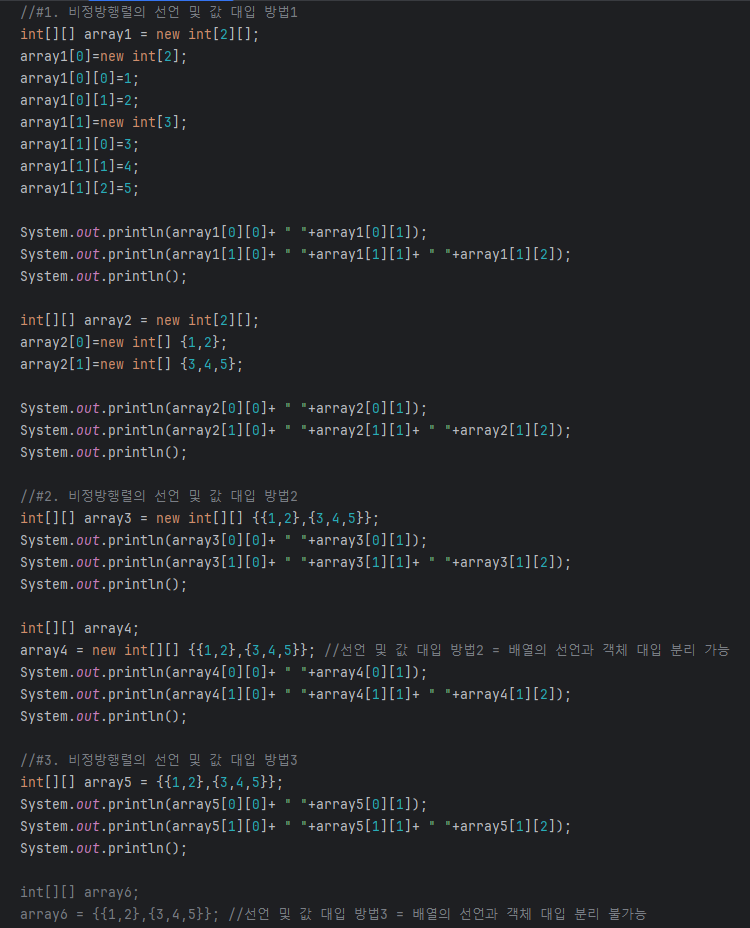 //#1. 비정방행렬의 선언 및 값 대입 방법1
int[][] array1 = new int[2][];
array1[0]=new int[2];
array1[0][0]=1;
array1[0][1]=2;
array1[1]=new int[3];
array1[1][0]=3;
array1[1][1]=4;
array1[1][2]=5;
System.out.println(array1[0][0]+ " "+array1[0][1]);
System.out.println(array1[1][0]+ " "+array1[1][1]+ " "+array1[1][2]);
System.out.println();
int[][] array2 = new int[2][];
array2[0]=new int[] {1,2};
array2[1]=new int[] {3,4,5};
System.out.println(array2[0][0]+ " "+array2[0][1]);
System.out.println(array2[1][0]+ " "+array2[1][1]+ " "+array2[1][2]);
System.out.println();
//#2. 비정방행렬의 선언 및 값 대입 방법2
int[][] array3 = new int[][] {{1,2},{3,4,5}};
System.out.println(array3[0][0]+ " "+array3[0][1]);
System.out.println(array3[1][0]+ " "+array3[1][1]+ " "+array3[1][2]);
System.out.println();
int[][] array4;
array4 = new int[][] {{1,2},{3,4,5}}; //선언 및 값 대입 방법2 = 배열의 선언과 객체 대입 분리 가능
System.out.println(array4[0][0]+ " "+array4[0][1]);
System.out.println(array4[1][0]+ " "+array4[1][1]+ " "+array4[1][2]);
System.out.println();
//#3. 비정방행렬의 선언 및 값 대입 방법3
int[][] array5 = {{1,2},{3,4,5}};
System.out.println(array5[0][0]+ " "+array5[0][1]);
System.out.println(array5[1][0]+ " "+array5[1][1]+ " "+array5[1][2]);
System.out.println();
int[][] array6;
array6 = {{1,2},{3,4,5}}; //선언 및 값 대입 방법3 = 배열의 선언과 객체 대입 분리 불가능